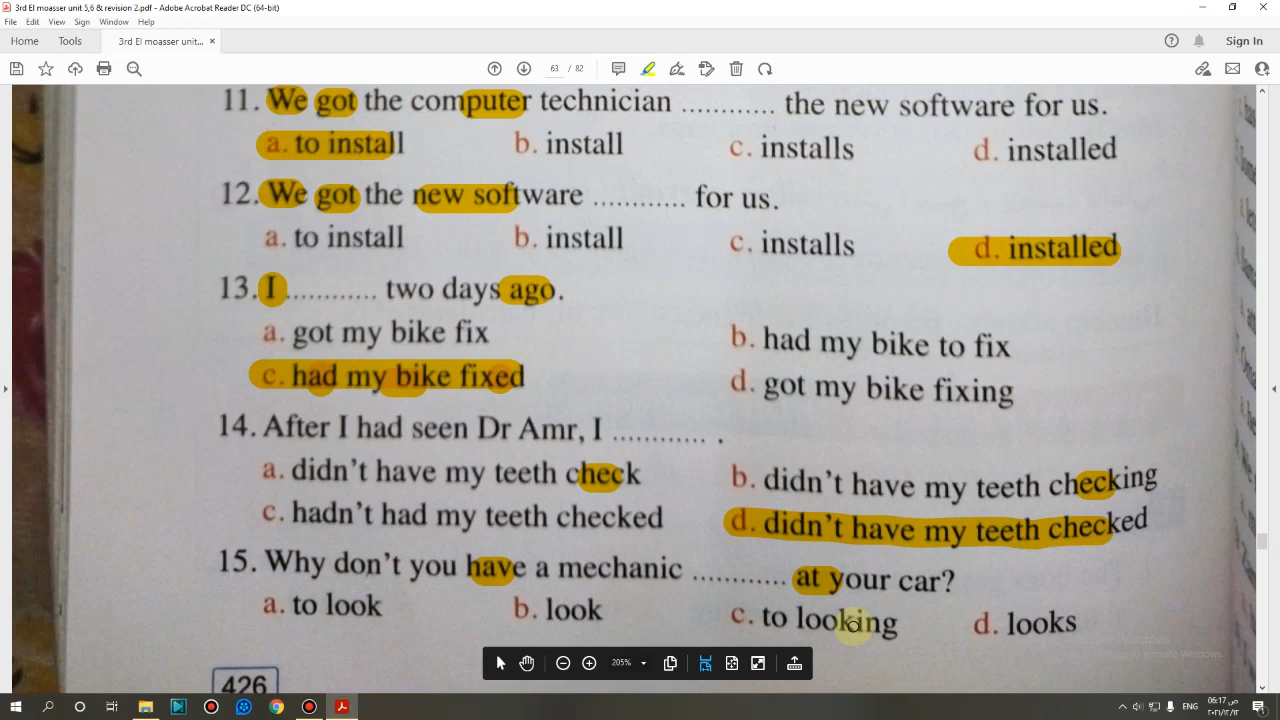 3rd El moasser unit 5,6 & revision 2.pdf - Adobe Acrobat Reader DC (64-bit)
File Edit View Sign Window Help
Home Tools 3rd El moasser unit... × Sign In
63 / 82
11. We got the computer technician ............ the new software for us.
a. to install b. install c. installs d. installed
12. We got the new software ............ for us.
a. to install b. install c. installs d. installed
13. I ............ two days ago.
a. got my bike fix b. had my bike to fix
c. had my bike fixed d. got my bike fixing
14. After I had seen Dr Amr, I ............ .
a. didn't have my teeth check b. didn't have my teeth checking
c. hadn't had my teeth checked d. didn't have my teeth checked
15. Why don't you have a mechanic ............ at your car?
a. to look b. look c. to looking d. looks
426
205%
ENG
06:17 ص